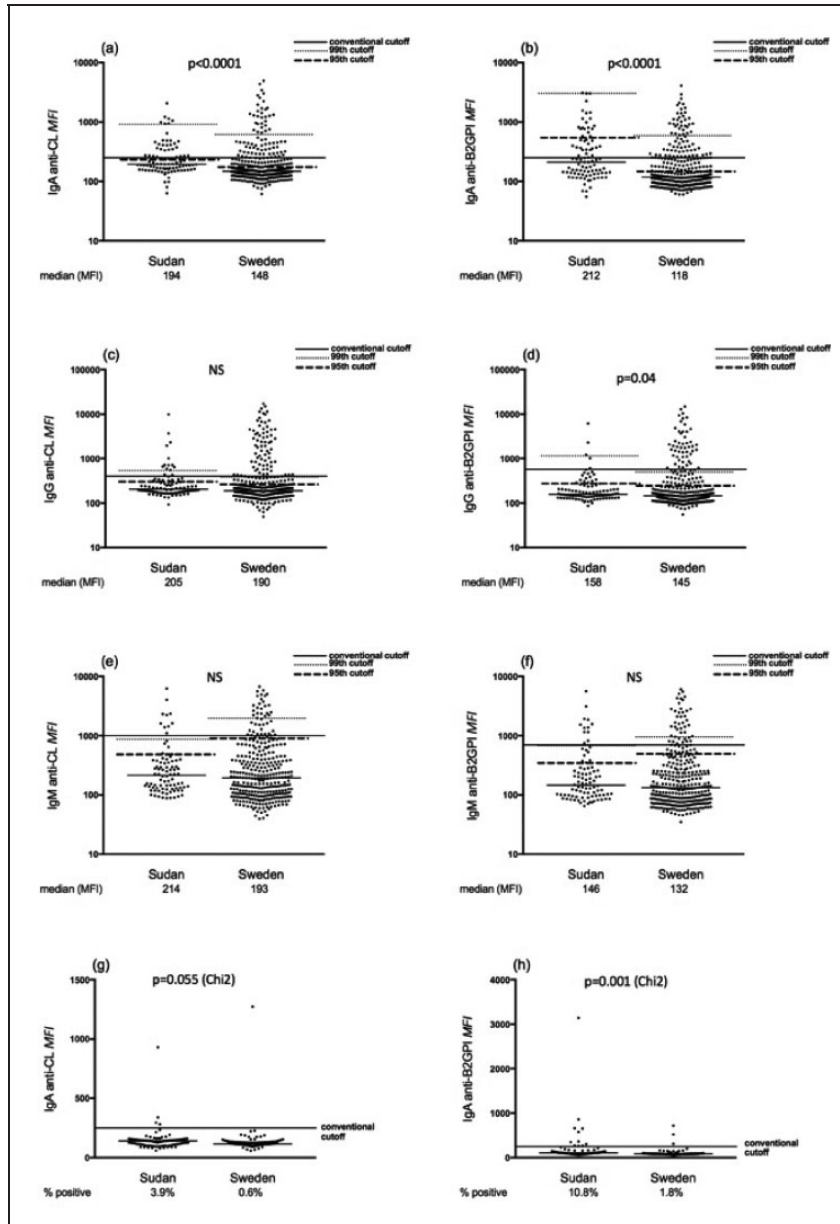 (a)
conventional cutoff
99th cutoff
95th cutoff
p<0.0001
IgA anti-CL MFI
10000
1000
100
10
Sudan Sweden
median (MFI) 194 148
(b)
conventional cutoff
99th cutoff
95th cutoff
p<0.0001
IgA anti-B2GPI MFI
10000
1000
100
10
Sudan Sweden
median (MFI) 212 118
(c)
conventional cutoff
99th cutoff
95th cutoff
NS
IgG anti-CL MFI
100000
10000
1000
100
10
Sudan Sweden
median (MFI) 205 190
(d)
conventional cutoff
99th cutoff
95th cutoff
p=0.04
IgG anti-B2GPI MFI
100000
10000
1000
100
10
Sudan Sweden
median (MFI) 158 145
(e)
conventional cutoff
99th cutoff
95th cutoff
NS
IgM anti-CL MFI
10000
1000
100
10
Sudan Sweden
median (MFI) 214 193
(f)
conventional cutoff
99th cutoff
95th cutoff
NS
IgM anti-B2GPI MFI
10000
1000
100
10
Sudan Sweden
median (MFI) 146 132
(g)
p=0.055 (Chi2)
IgA anti-CL MFI
1500
1000
500
0
conventional
cutoff
Sudan Sweden
% positive 3.9% 0.6%
(h)
p=0.001 (Chi2)
IgA anti-B2GPI MFI
4000
3000
2000
1000
0
conventional
cutoff
Sudan Sweden
% positive 10.8% 1.8%